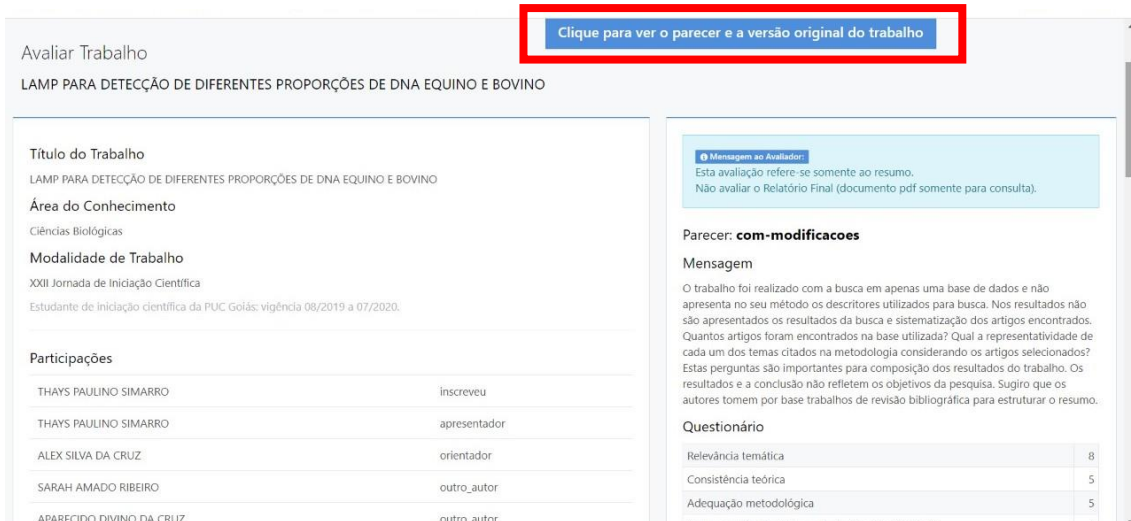 Clique para ver o parecer e a versão original do trabalho
Avaliar Trabalho
LAMP PARA DETECÇÃO DE DIFERENTES PROPORÇÕES DE DNA EQUINO E BOVINO
Título do Trabalho
LAMP PARA DETECÇÃO DE DIFERENTES PROPORÇÕES DE DNA EQUINO E BOVINO
Área do Conhecimento
Ciências Biológicas
Modalidade de Trabalho
XXII Jornada de Iniciação Científica
Estudante de iniciação científica da PUC Goiás: vigência 08/2019 a 07/2020.
Participações
THAYS PAULINO SIMARRO inscreveu
THAYS PAULINO SIMARRO apresentador
ALEX SILVA DA CRUZ orientador
SARAH AMADO RIBEIRO outro_autor
APARECIDO DIVINO DA CRUZ outro_autor
Mensagem ao Avaliador:
Esta avaliação refere-se somente ao resumo.
Não avaliar o Relatório Final (documento pdf somente para consulta).
Parecer: com-modificacoes
Mensagem
O trabalho foi realizado com a busca em apenas uma base de dados e não
apresenta no seu método os descritores utilizados para busca. Nos resultados não
são apresentados os resultados da busca e sistematização dos artigos encontrados.
Quantos artigos foram encontrados na base utilizada? Qual a representatividade de
cada um dos temas citados na metodologia considerando os artigos selecionados?
Estas perguntas são importantes para composição dos resultados do trabalho. Os
resultados e a conclusão não refletem os objetivos da pesquisa. Sugiro que os
autores tomem por base trabalhos de revisão bibliográfica para estruturar o resumo.
Questionário
Relevância temática 8
Consistência teórica 5
Adequação metodológica 5